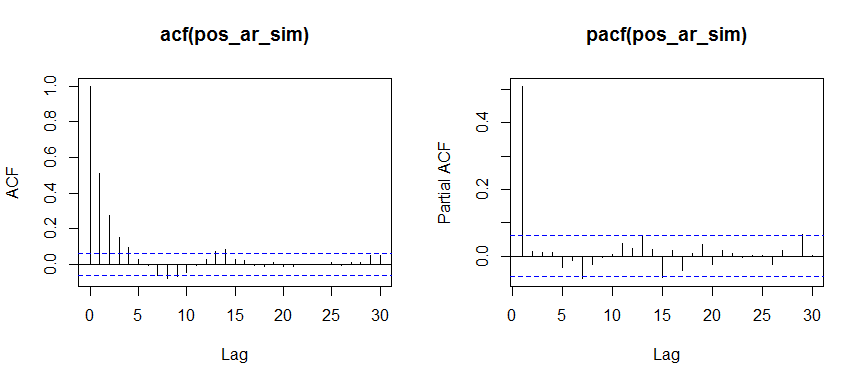 acf(pos_ar_sim)
ACF
0.0 0.2 0.4 0.6 0.8 1.0
0 5 10 15 20 25 30
Lag
pacf(pos_ar_sim)
Partial ACF
0.0 0.2 0.4
0 5 10 15 20 25 30
Lag